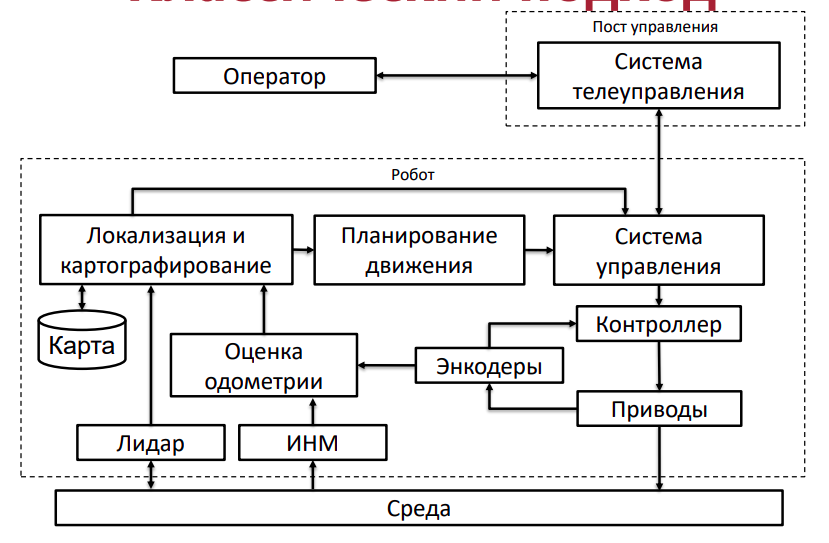 Пост управления
Оператор
Система
телеуправления
Робот
Локализация и
картографирование
Планирование
движения
Система
управления
Карта
Оценка
одометрии
Энкодеры
Контроллер
Приводы
Лидар
ИНМ
Среда